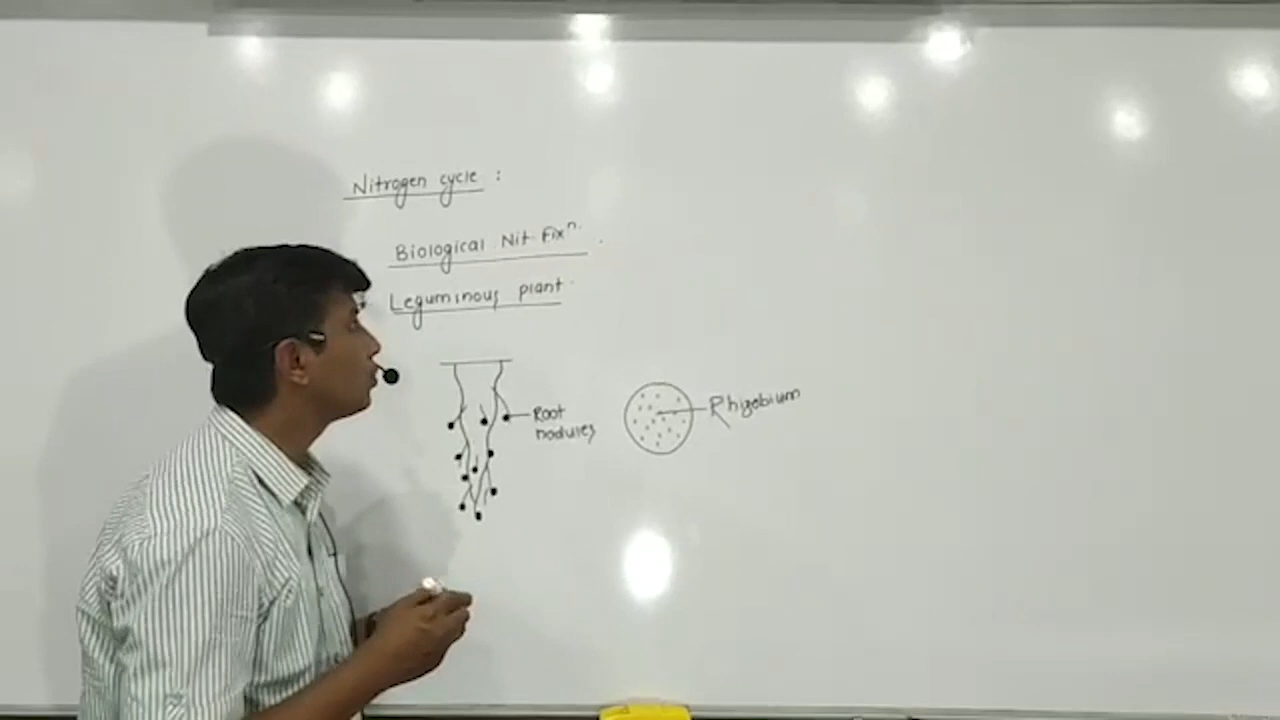 Nitrogen cycle :
Biological Nit. Fixⁿ.
Leguminous plant
Root
nodules
Rhizobium